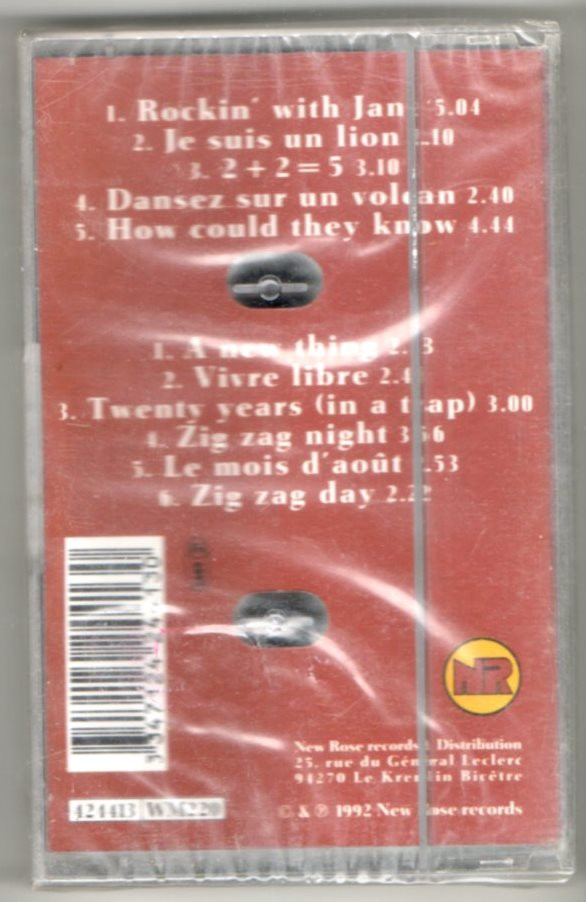 1. Rockin' with Jan 5.04
2. Je suis un lion
3. 2 + 2 = 5 3.10
4. Dansez sur un volcan 2.40
5. How could they know 4.44
1. A new thing
2. Vivre libre
3. Twenty years (in a trap) 3.00
4. Zig zag night
5. Le mois d'août
6. Zig zag day 2.22
NR
New Rose records Distribution
25, rue du Général Leclerc
94270 Le Kremlin Bicêtre
424413 WM220
© & ℗ 1992 New Rose records